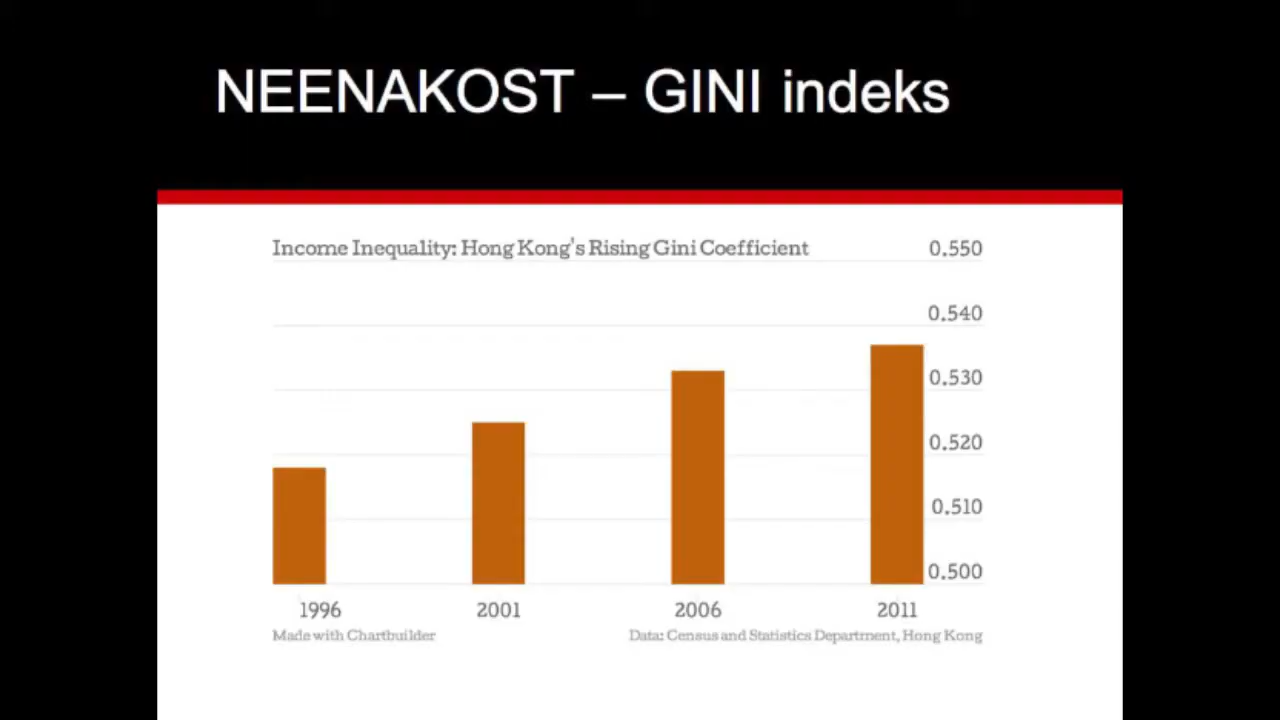 NEENAKOST – GINI indeks
Income Inequality: Hong Kong's Rising Gini Coefficient
0.550
0.540
0.530
0.520
0.510
0.500
1996 2001 2006 2011
Made with Chartbuilder Data: Census and Statistics Department, Hong Kong